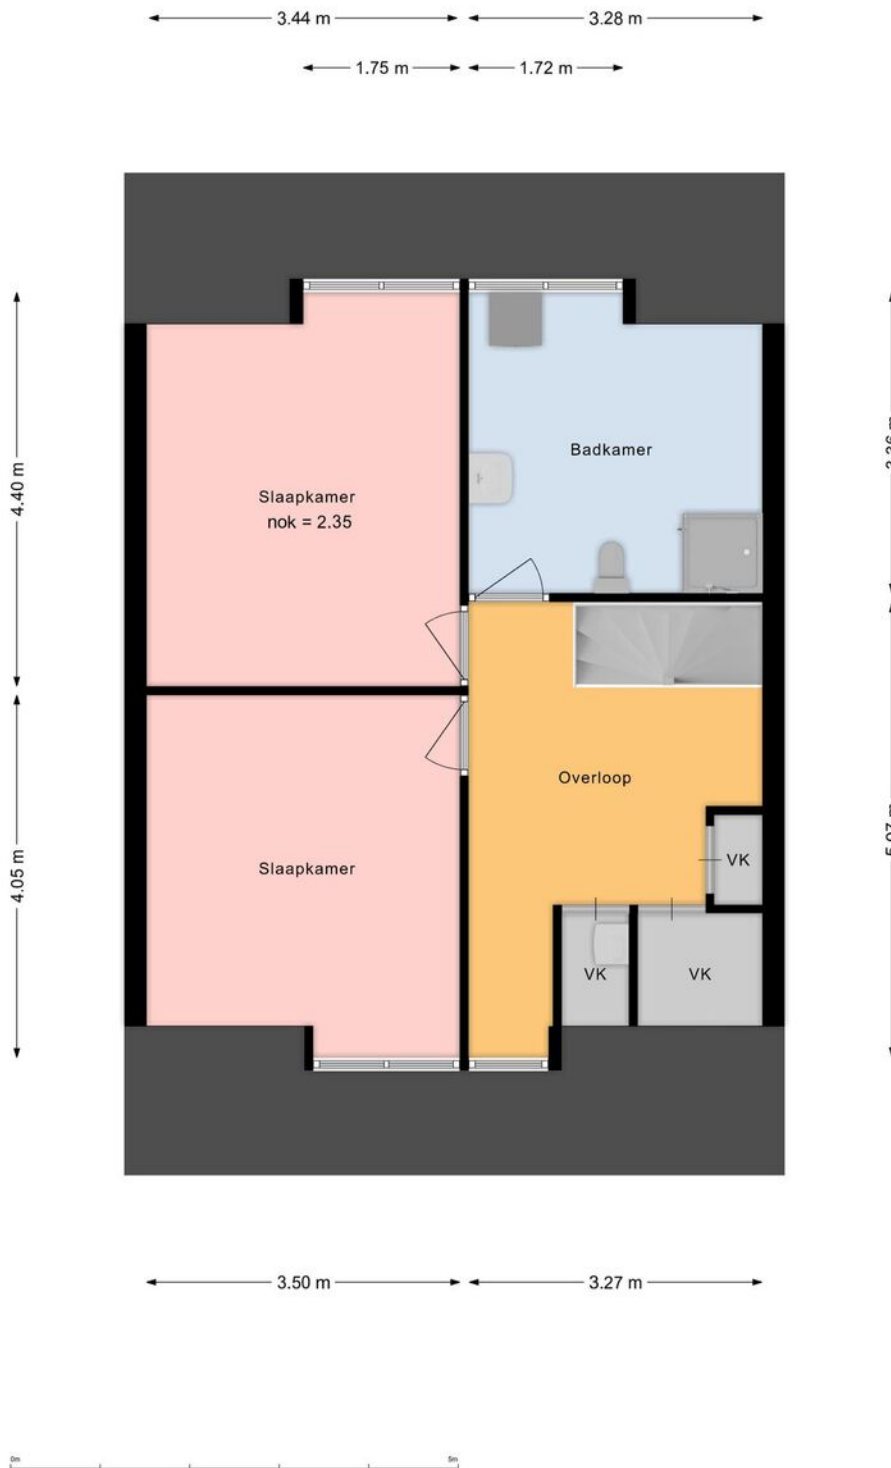 3.44 m
3.28 m
1.75 m
1.72 m
4.40 m
Badkamer
Slaapkamer
nok = 2.35
Overloop
4.05 m
Slaapkamer
VK
VK
VK
3.50 m
3.27 m
0m
5m